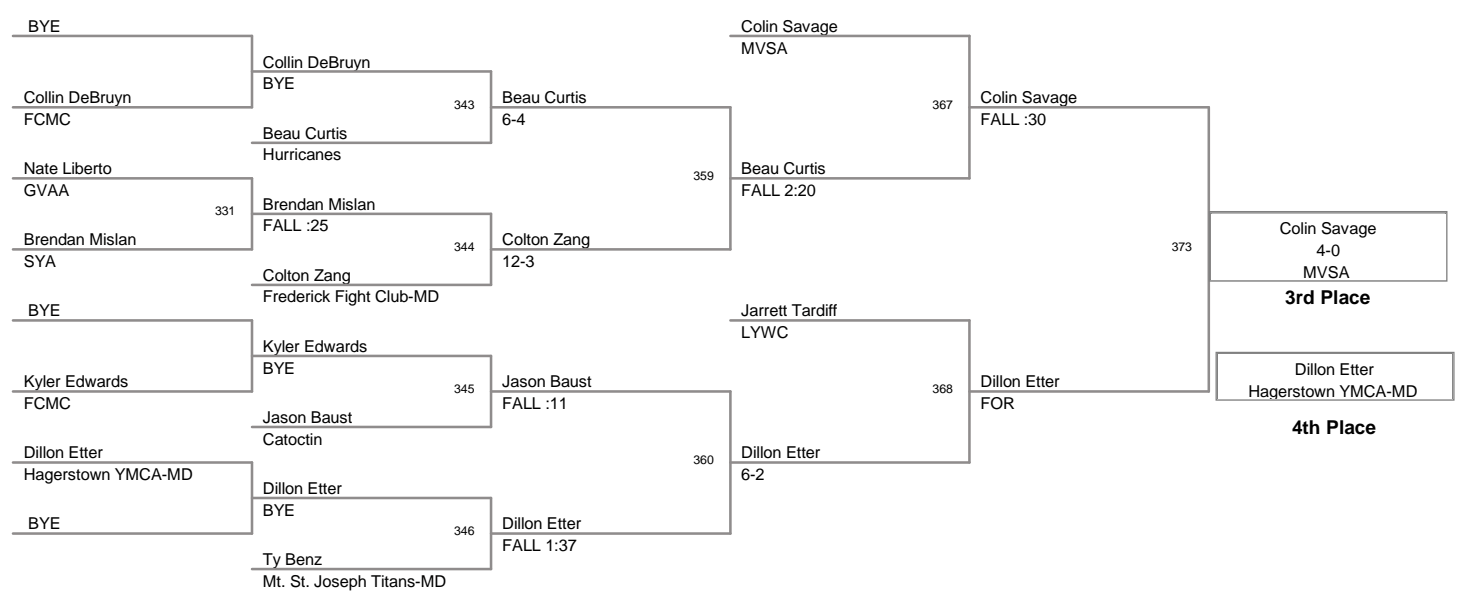 BYE
Collin DeBruyn
FCMC
Nate Liberto
GVAA
331
Brendan Mislan
SYA
BYE
Kyler Edwards
FCMC
Dillon Etter
Hagerstown YMCA-MD
BYE
Collin DeBruyn
BYE
343
Beau Curtis
Hurricanes
Brendan Mislan
FALL :25
344
Colton Zang
Frederick Fight Club-MD
Kyler Edwards
BYE
345
Jason Baust
Catoctin
Dillon Etter
BYE
346
Ty Benz
Mt. St. Joseph Titans-MD
Beau Curtis
6-4
359
Colton Zang
12-3
Jason Baust
FALL :11
360
Dillon Etter
FALL 1:37
Colin Savage
MVSA
367
Beau Curtis
FALL 2:20
Jarrett Tardiff
LYWC
368
Dillon Etter
6-2
Colin Savage
FALL :30
373
Dillon Etter
FOR
Colin Savage
4-0
MVSA
3rd Place
Dillon Etter
Hagerstown YMCA-MD
4th Place